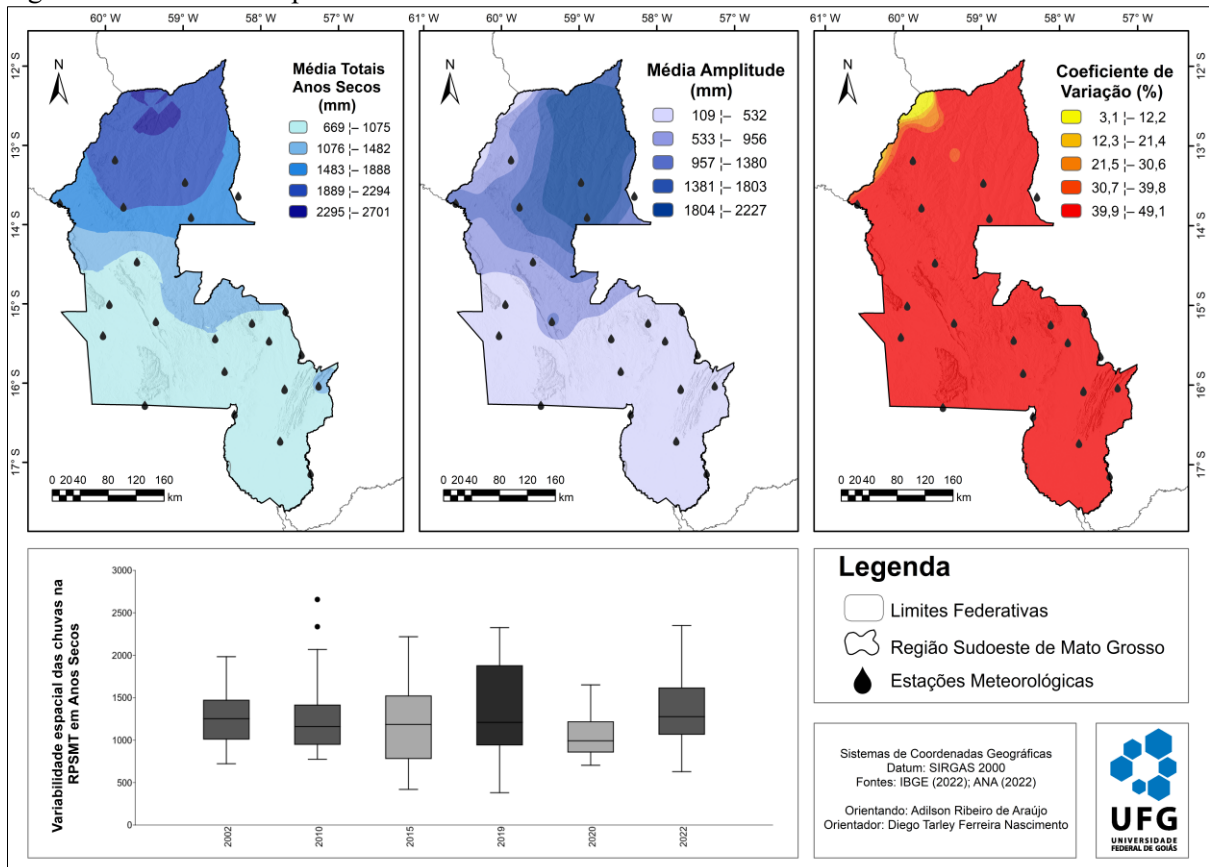 60° W 59° W 58° W 57° W
61° W 60° W 59° W 58° W 57° W
60° W 59° W 58° W 57° W
12° S
13° S
14° S
15° S
16° S
17° S
N
Média Totais
Anos Secos
(mm)
669 ¦– 1075
1076 ¦– 1482
1483 ¦– 1888
1889 ¦– 2294
2295 ¦– 2701
0 20 40 80 120 160
km
N
Média Amplitude
(mm)
109 ¦– 532
533 ¦– 956
957 ¦– 1380
1381 ¦– 1803
1804 ¦– 2227
0 20 40 80 120 160
km
N
Coeficiente de
Variação (%)
3,1 ¦– 12,2
12,3 ¦– 21,4
21,5 ¦– 30,6
30,7 ¦– 39,8
39,9 ¦– 49,1
0 20 40 80 120 160
km
12° S
13° S
14° S
15° S
16° S
17° S
Variabilidade espacial das chuvas na
RPSMT em Anos Secos
3000
2500
2000
1500
1000
500
0
2002
2010
2015
2019
2020
2022
Legenda
Limites Federativas
Região Sudoeste de Mato Grosso
Estações Meteorológicas
Sistemas de Coordenadas Geográficas
Datum: SIRGAS 2000
Fontes: IBGE (2022); ANA (2022)
Orientando: Adilson Ribeiro de Araújo
Orientador: Diego Tarley Ferreira Nascimento
UFG
UNIVERSIDADE
FEDERAL DE GOIÁS